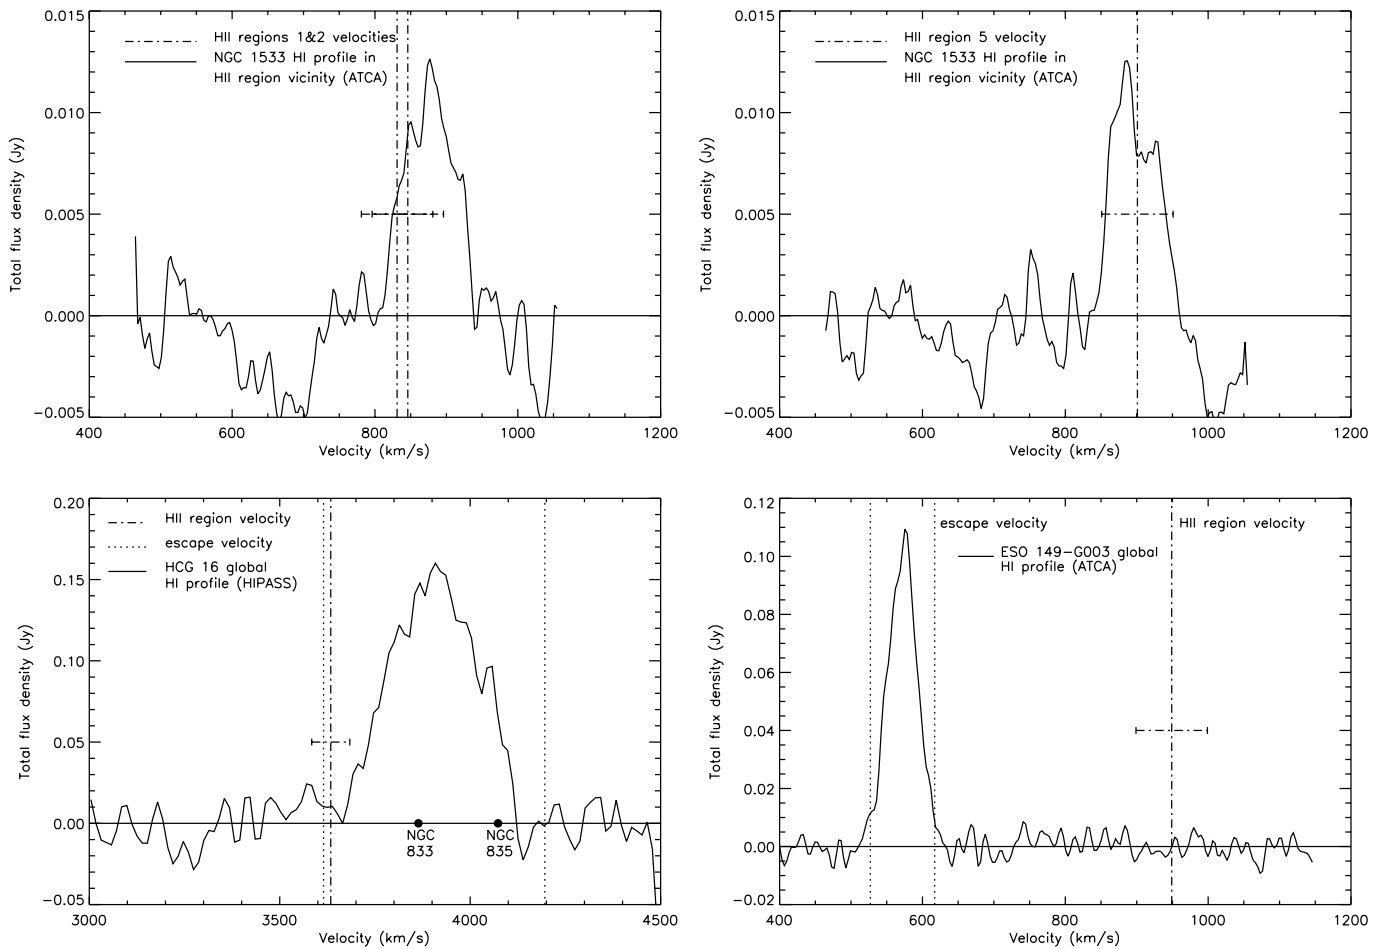 0.015
0.010
0.005
0.000
−0.005
Total flux density (Jy)
HII regions 1&2 velocities
NGC 1533 HI profile in
HII region vicinity (ATCA)
400
600
800
1000
1200
Velocity (km/s)
0.015
0.010
0.005
0.000
−0.005
Total flux density (Jy)
HII region 5 velocity
NGC 1533 HI profile in
HII region vicinity (ATCA)
400
600
800
1000
1200
Velocity (km/s)
0.20
0.15
0.10
0.05
0.00
−0.05
Total flux density (Jy)
HII region velocity
escape velocity
HCG 16 global
HI profile (HIPASS)
NGC
833
NGC
835
3000
3500
4000
4500
Velocity (km/s)
0.12
0.10
0.08
0.06
0.04
0.02
0.00
−0.02
Total flux density (Jy)
escape velocity
HII region velocity
ESO 149−G003 global
HI profile (ATCA)
400
600
800
1000
1200
Velocity (km/s)